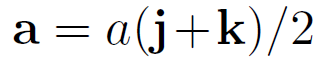 a = a(j+k)/2